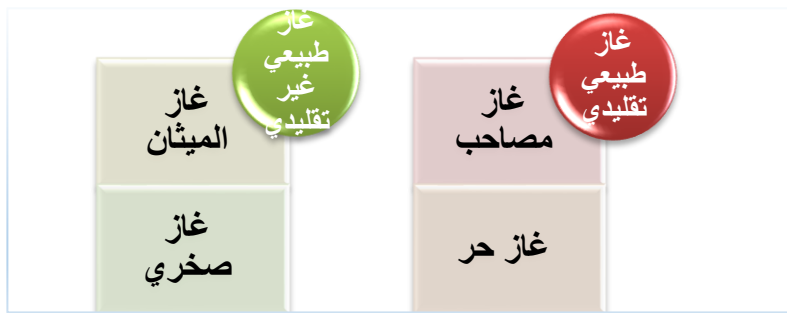 غاز
طبيعي
تقليدي
غاز
مصاحب
غاز حر
غاز
طبيعي
غير
تقليدي
غاز
الميثان
غاز
صخري